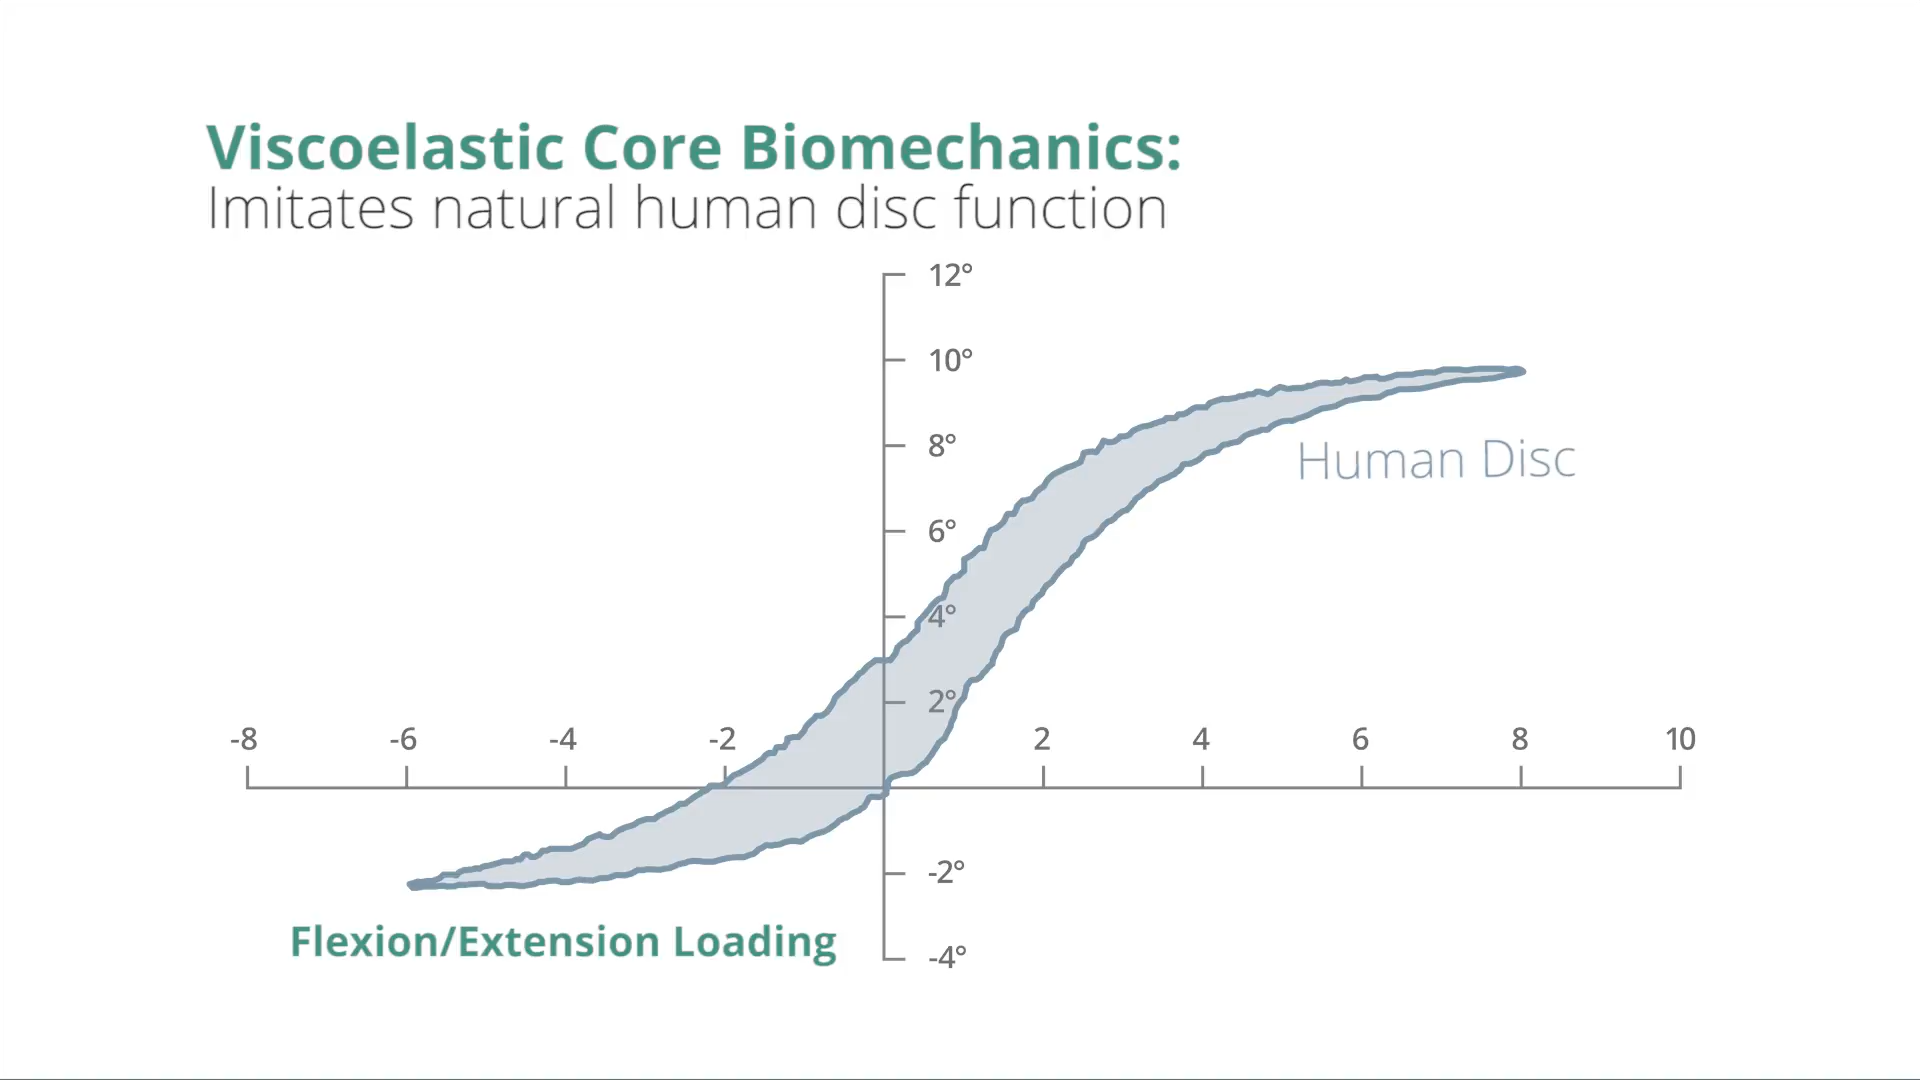 Viscoelastic Core Biomechanics:
Imitates natural human disc function
12°
10°
8°
Human Disc
6°
4°
2°
-8 -6 -4 -2 2 4 6 8 10
-2°
Flexion/Extension Loading
-4°